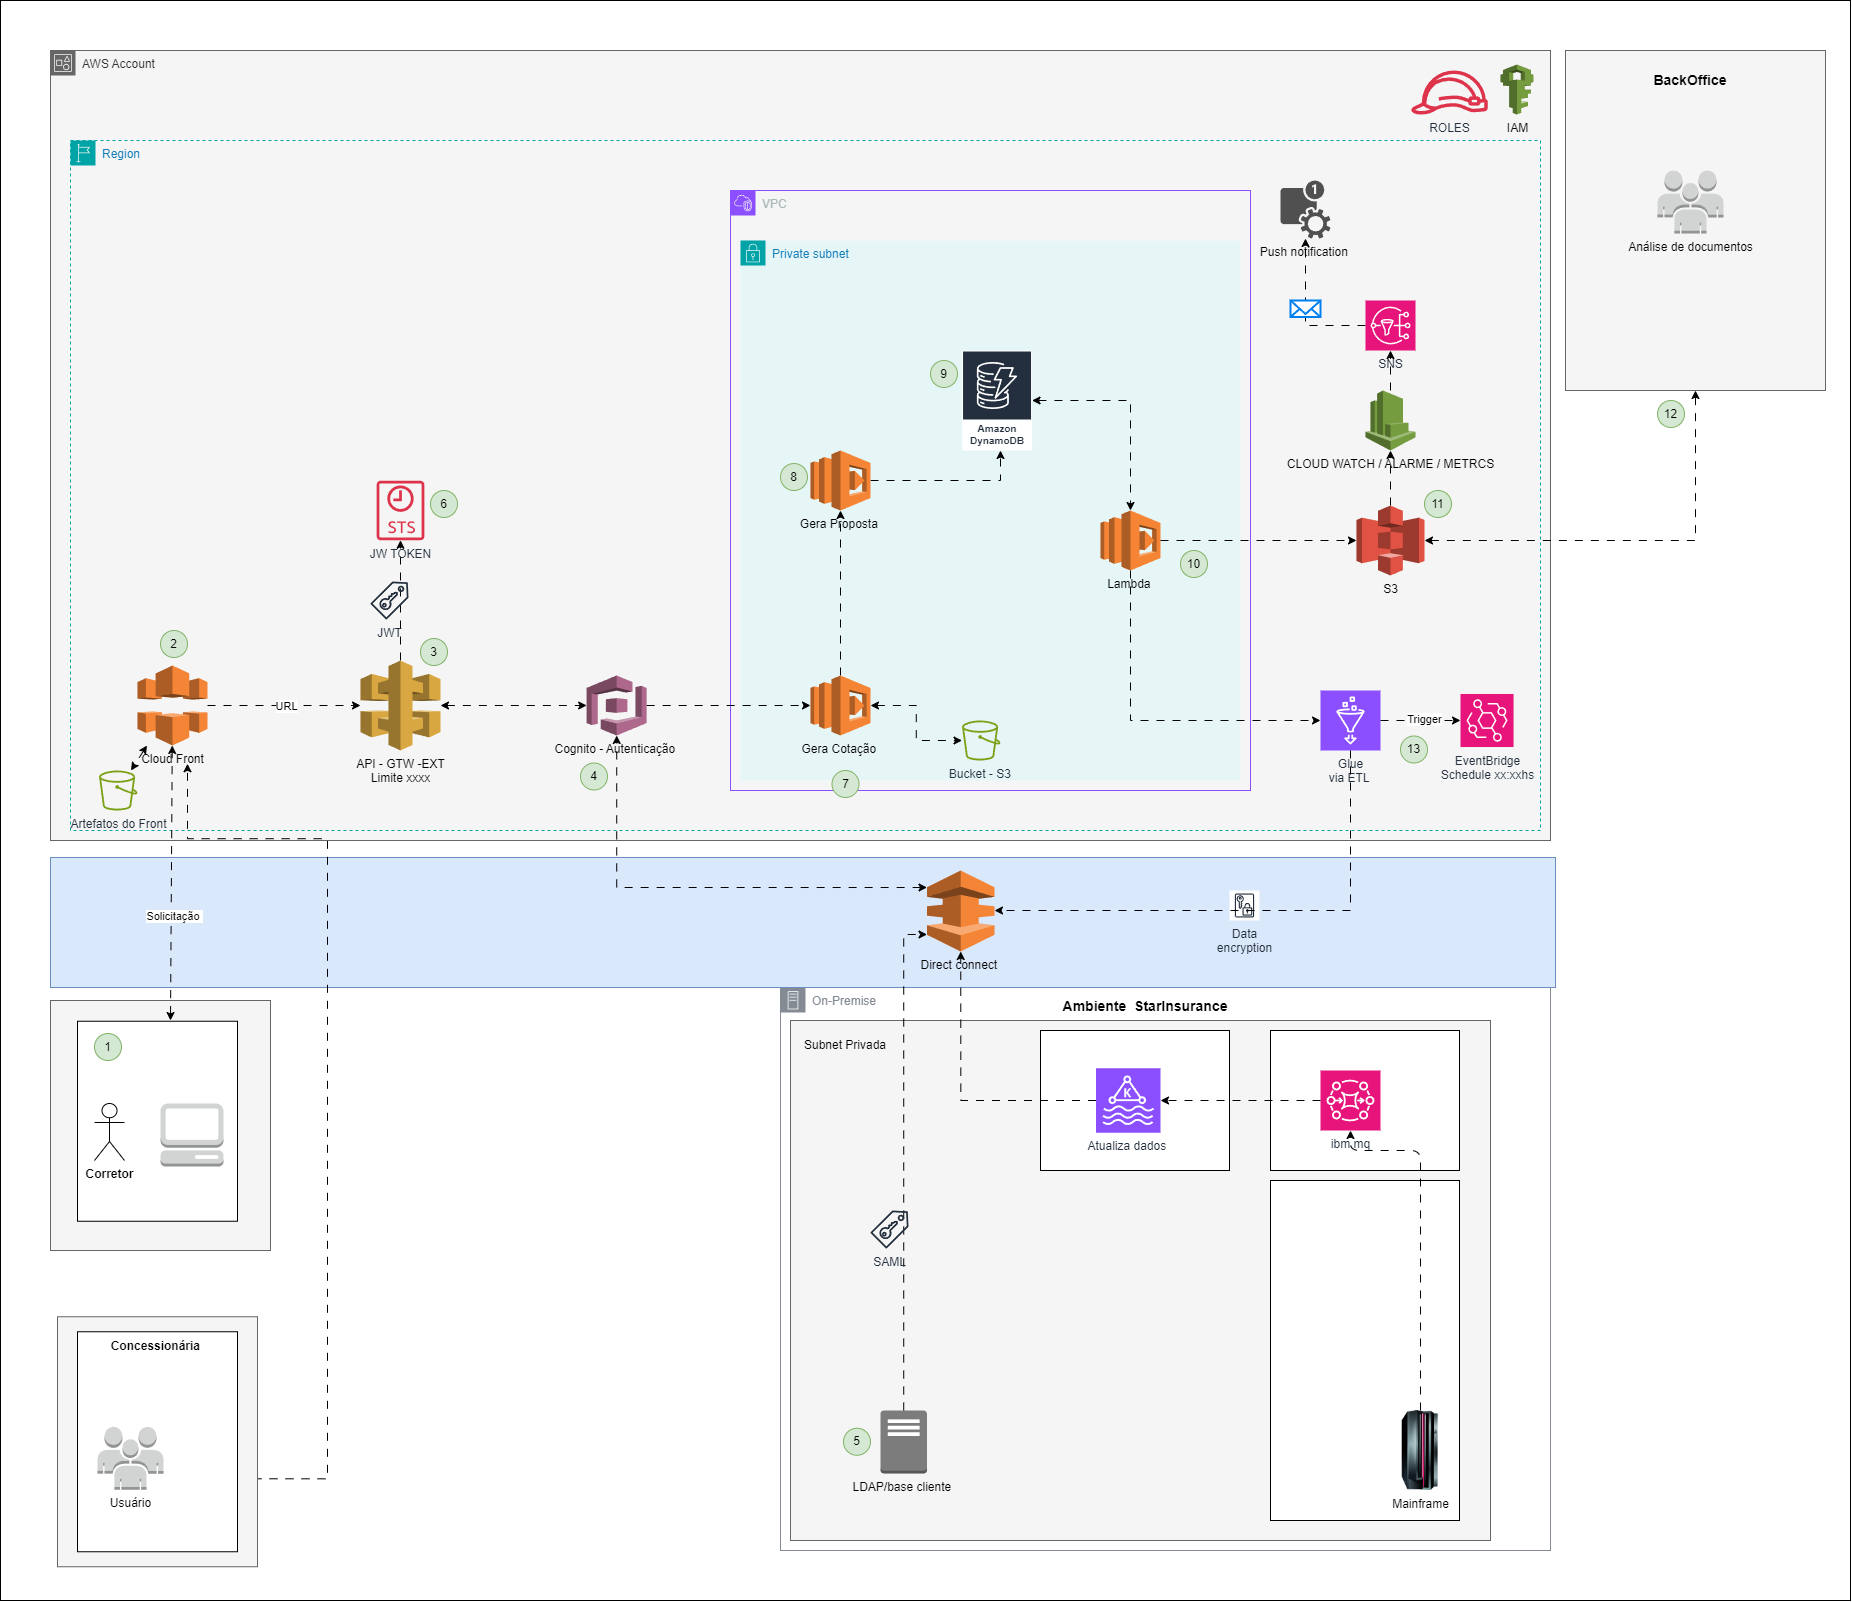 AWS Account
BackOffice
ROLES
IAM
Region
1
Push notification
VPC
Private subnet
Análise de documentos
SNS
9
Amazon
DynamoDB
12
CLOUD WATCH / ALARME / METRCS
8
Gera Proposta
6
STS
JW TOKEN
11
10
Lambda
S3
JWT
2
3
URL
Cloud Front
API - GTW -EXT
Limite xxxx
Cognito - Autenticação
4
Gera Cotação
7
Bucket - S3
Trigger
13
Glue
via ETL
EventBridge
Schedule xx:xxhs
Artefatos do Front
Solicitação
Direct connect
Data
encryption
On-Premise
Ambiente StarInsurance
Subnet Privada
1
Corretor
K
Atualiza dados
ibm.mq
SAML
Concessionária
Usuário
5
LDAP/base cliente
Mainframe